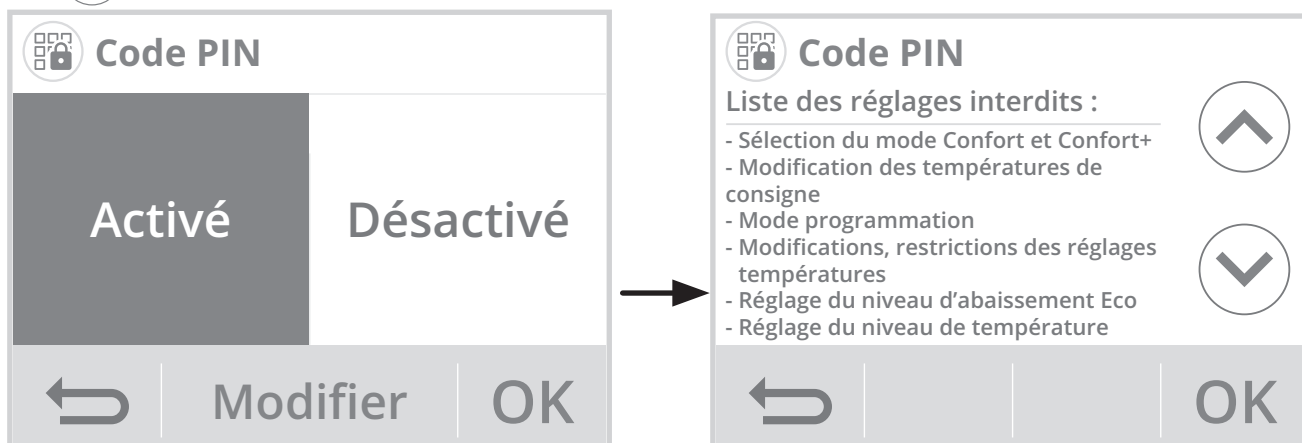 Code PIN
Activé
Désactivé
Modifier
OK
Code PIN
Liste des réglages interdits :
- Sélection du mode Confort et Confort+
- Modification des températures de
consigne
- Mode programmation
- Modifications, restrictions des réglages
températures
- Réglage du niveau d’abaissement Eco
- Réglage du niveau de température
OK